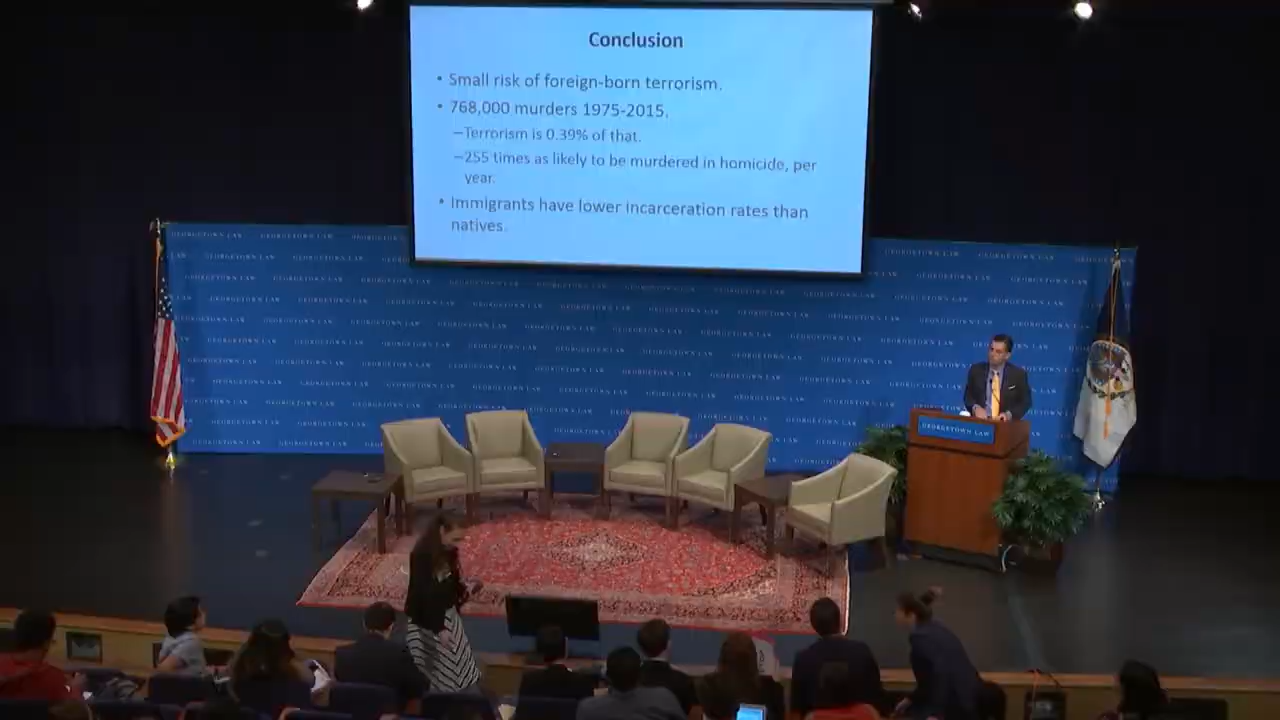 Conclusion
• Small risk of foreign-born terrorism.
• 768,000 murders 1975-2015.
–Terrorism is 0.39% of that.
–255 times as likely to be murdered in homicide, per
year.
• Immigrants have lower incarceration rates than
natives.
GEORGETOWN LAW
GEORGETOWN LAW